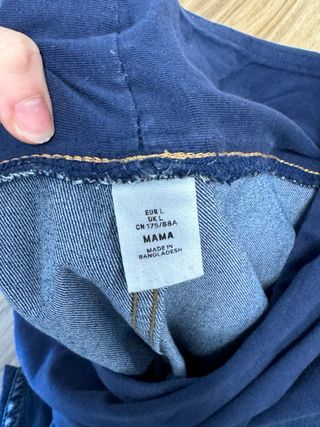 EUR L
UK L
CN 175/88A
MAMA
MADE IN
BANGLADESH